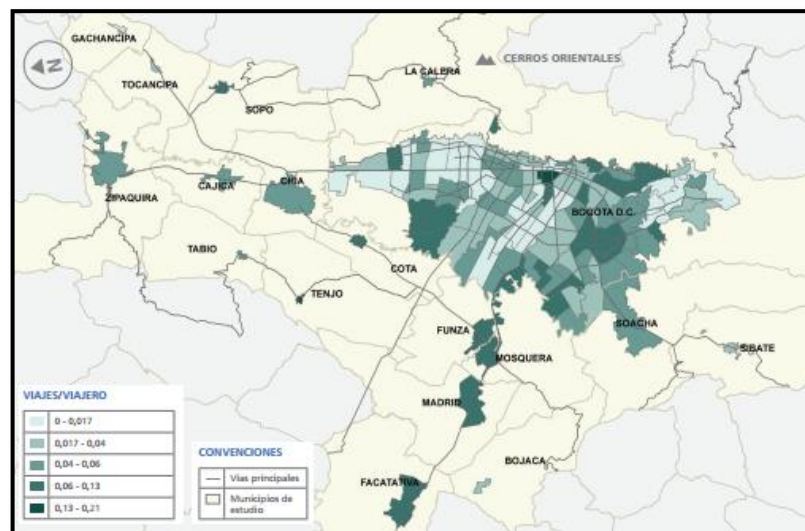 GACHANCIPA
N
TOCANCIPA
LA CALERA
CERROS ORIENTALES
SOPO
ZIPAQUIRA
CAJICA
CHIA
BOGOTA D.C.
TABIO
COTA
TENJO
FUNZA
SOACHA
MOSQUERA
SIBATE
MADRID
BOJACA
FACATATIVA
VIAJES/VIAJERO
0 - 0,017
0,017 - 0,04
0,04 - 0,06
0,06 - 0,13
0,13 - 0,21
CONVENCIONES
Vías principales
Municipios de
estudio